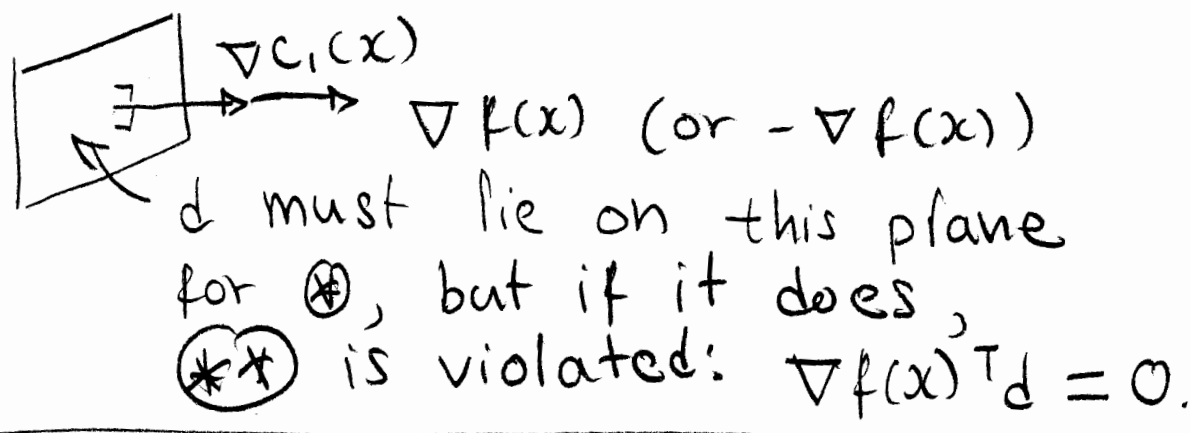 ∇c₁(x)
∇f(x) (or -∇f(x))
d must lie on this plane
for ⊛, but if it does,
(**) is violated: ∇f(x)ᵀd = 0.